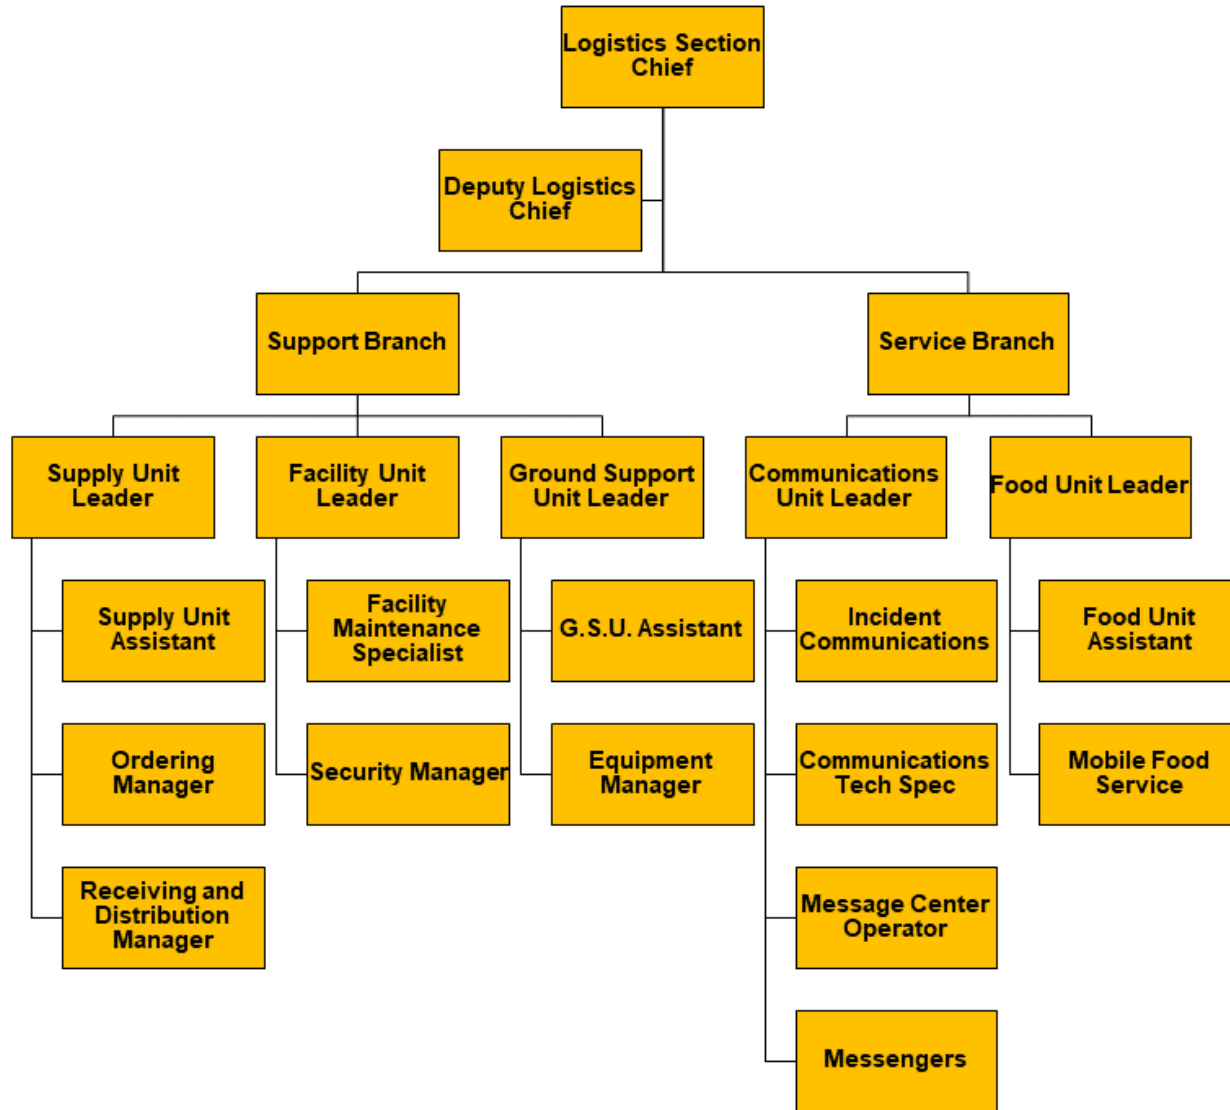 Logistics Section
Chief
Deputy Logistics
Chief
Support Branch
Service Branch
Supply Unit
Leader
Facility Unit
Leader
Ground Support
Unit Leader
Communications
Unit Leader
Food Unit Leader
Supply Unit
Assistant
Facility
Maintenance
Specialist
G.S.U. Assistant
Incident
Communications
Food Unit
Assistant
Ordering
Manager
Security Manager
Equipment
Manager
Communications
Tech Spec
Mobile Food
Service
Receiving and
Distribution
Manager
Message Center
Operator
Messengers